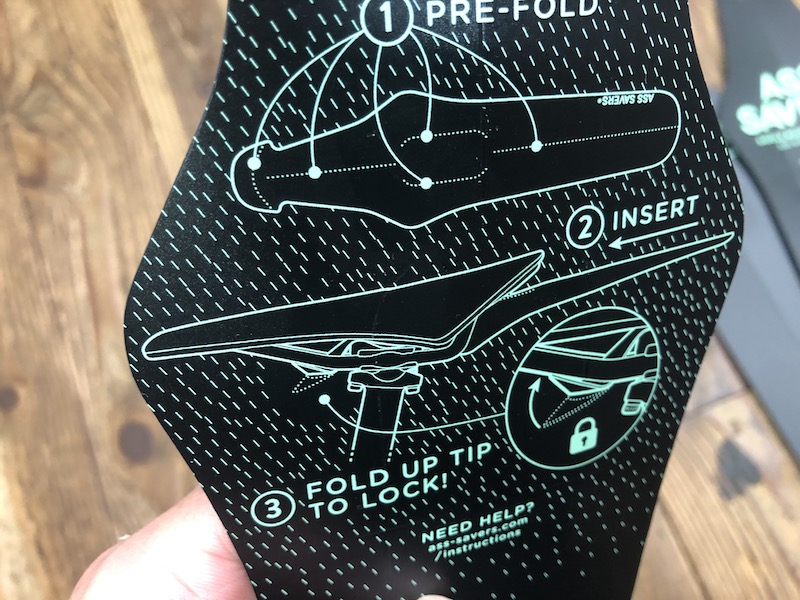 1 PRE-FOLD
ASS SAVERS®
2 INSERT
3 FOLD UP TIP
TO LOCK!
NEED HELP?
ass-savers.com
/instructions
ASS
SAVE